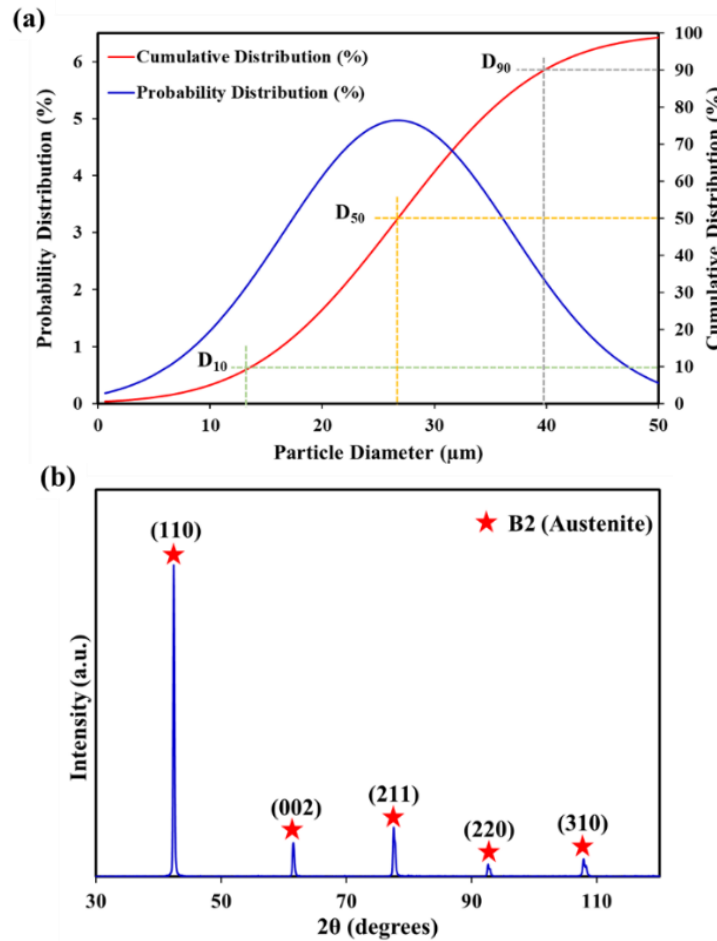 (a)
Cumulative Distribution (%)
Probability Distribution (%)
D₉₀
D₅₀
D₁₀
Probability Distribution (%)
6
5
4
3
2
1
0
Cumulative Distribution (%)
100
90
80
70
60
50
40
30
20
10
0
0 10 20 30 40 50
Particle Diameter (µm)
(b)
B2 (Austenite)
(110)
(002)
(211)
(220)
(310)
Intensity (a.u.)
30 50 70 90 110
2θ (degrees)